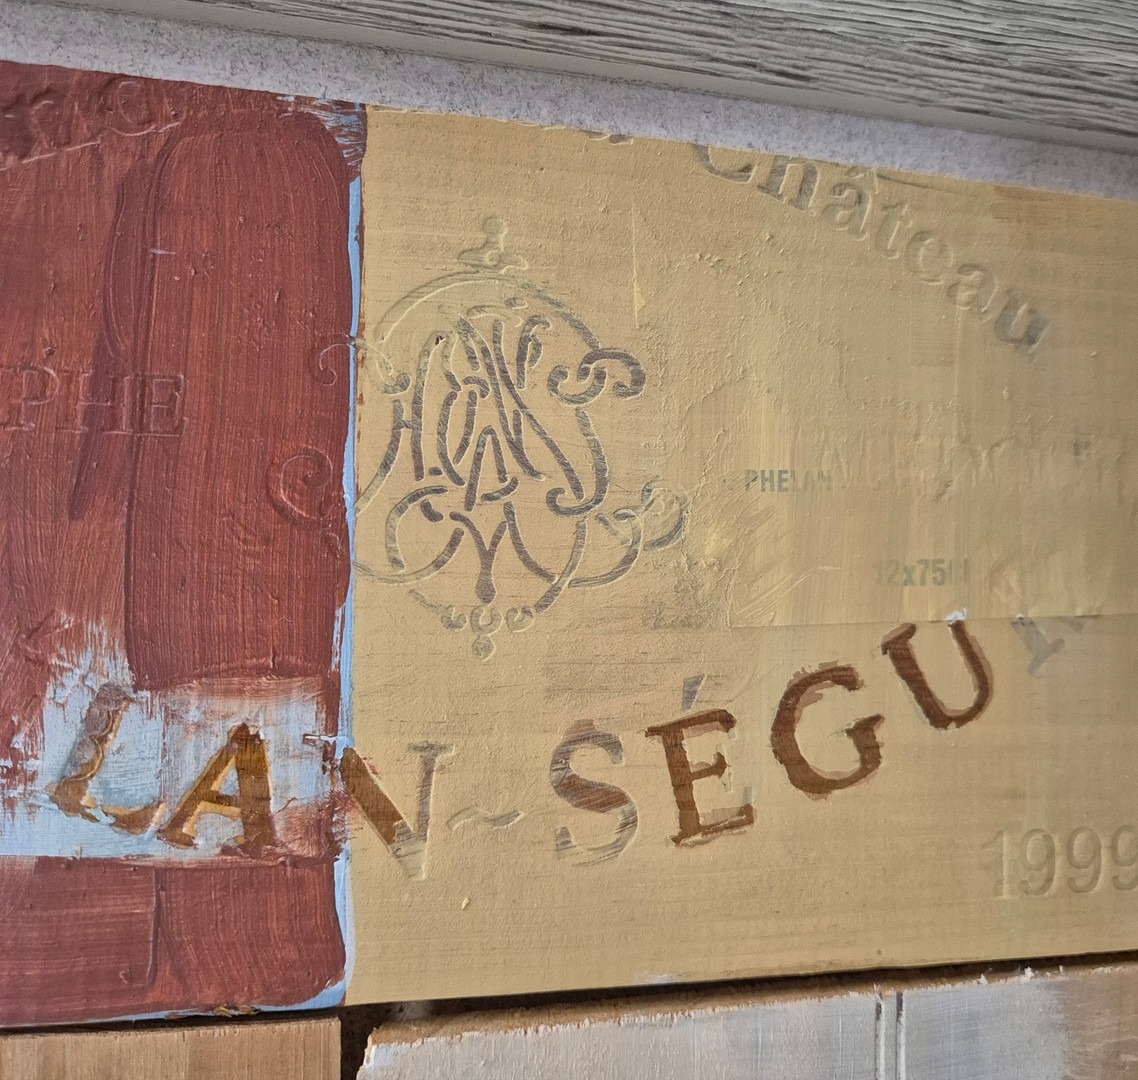 Château
PHE
PHELAN
12x75
LAN~SÉGU
1999